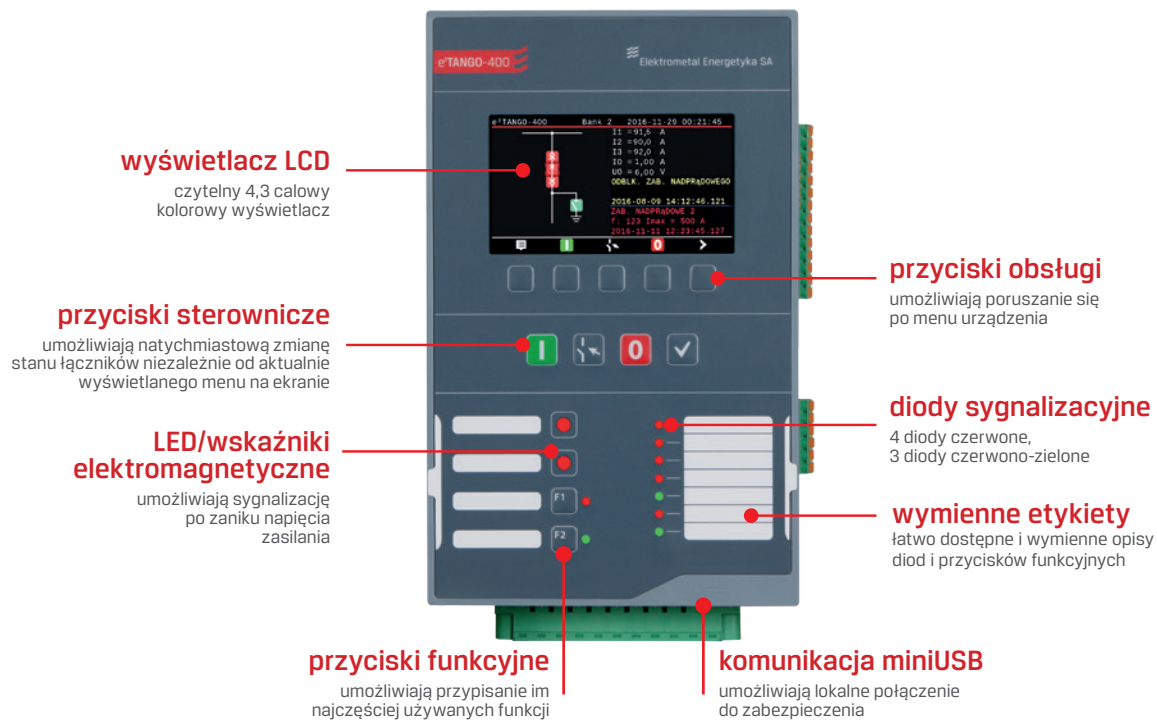 e²TANGO-400
Elektrometal Energetyka SA
e²TANGO-400 Bank 2 2016-11-29 00:21:45
I1 =91,5 A
I2 =90,0 A
I3 =92,0 A
I0 =1,00 A
U0 =6,00 V
ODBLK. ZAB. NADPRĄDOWEGO
2016-08-09 14:12:46.121
ZAB. NADPRĄDOWE 2
f: 123 Imax = 500 A
2016-11-11 12:23:45.127
I
0
I
0
F1
F2
wyświetlacz LCD
czytelny 4,3 calowy
kolorowy wyświetlacz
przyciski obsługi
umożliwiają poruszanie się
po menu urządzenia
przyciski sterownicze
umożliwiają natychmiastową zmianę
stanu łączników niezależnie od aktualnie
wyświetlanego menu na ekranie
diody sygnalizacyjne
4 diody czerwone,
3 diody czerwono-zielone
LED/wskaźniki
elektromagnetyczne
umożliwiają sygnalizację
po zaniku napięcia
zasilania
wymienne etykiety
łatwo dostępne i wymienne opisy
diod i przycisków funkcyjnych
przyciski funkcyjne
umożliwiają przypisanie im
najczęściej używanych funkcji
komunikacja miniUSB
umożliwiają lokalne połączenie
do zabezpieczenia